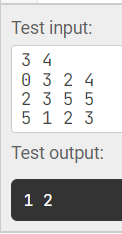 Test input:
3 4
0 3 2 4
2 3 5 5
5 1 2 3
Test output:
1 2